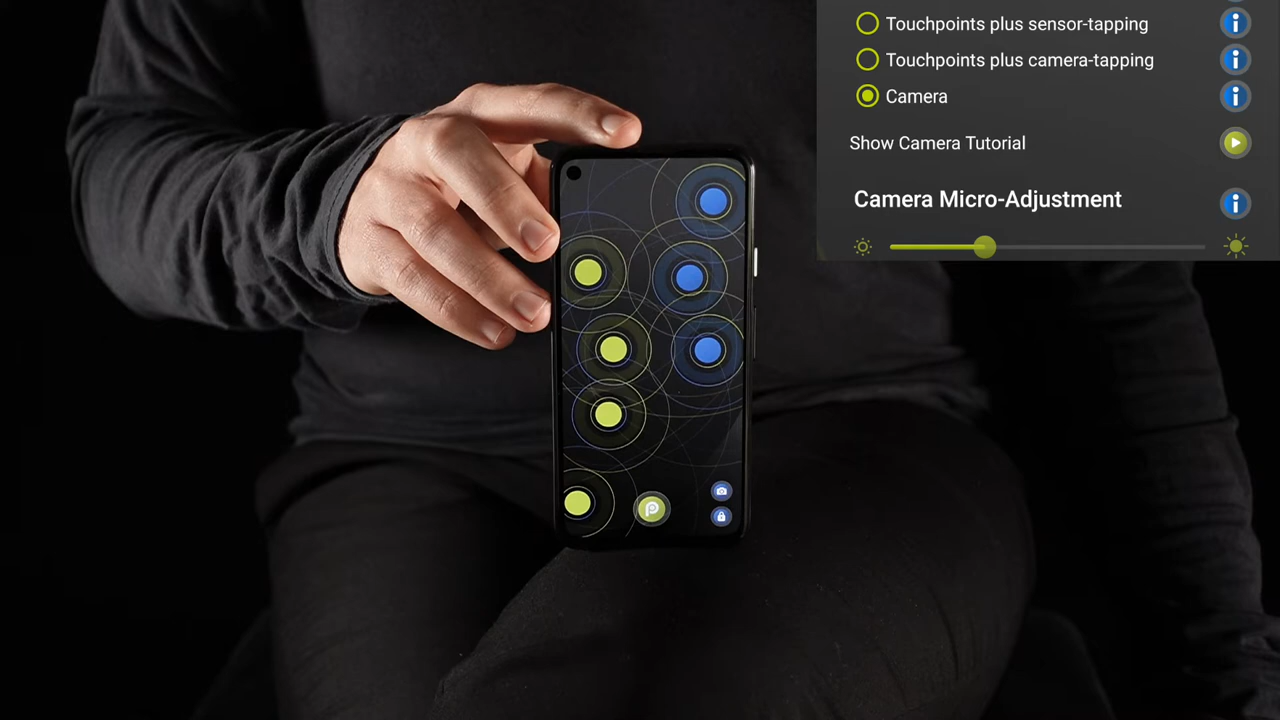 Touchpoints plus sensor-tapping
Touchpoints plus camera-tapping
Camera
Show Camera Tutorial
Camera Micro-Adjustment